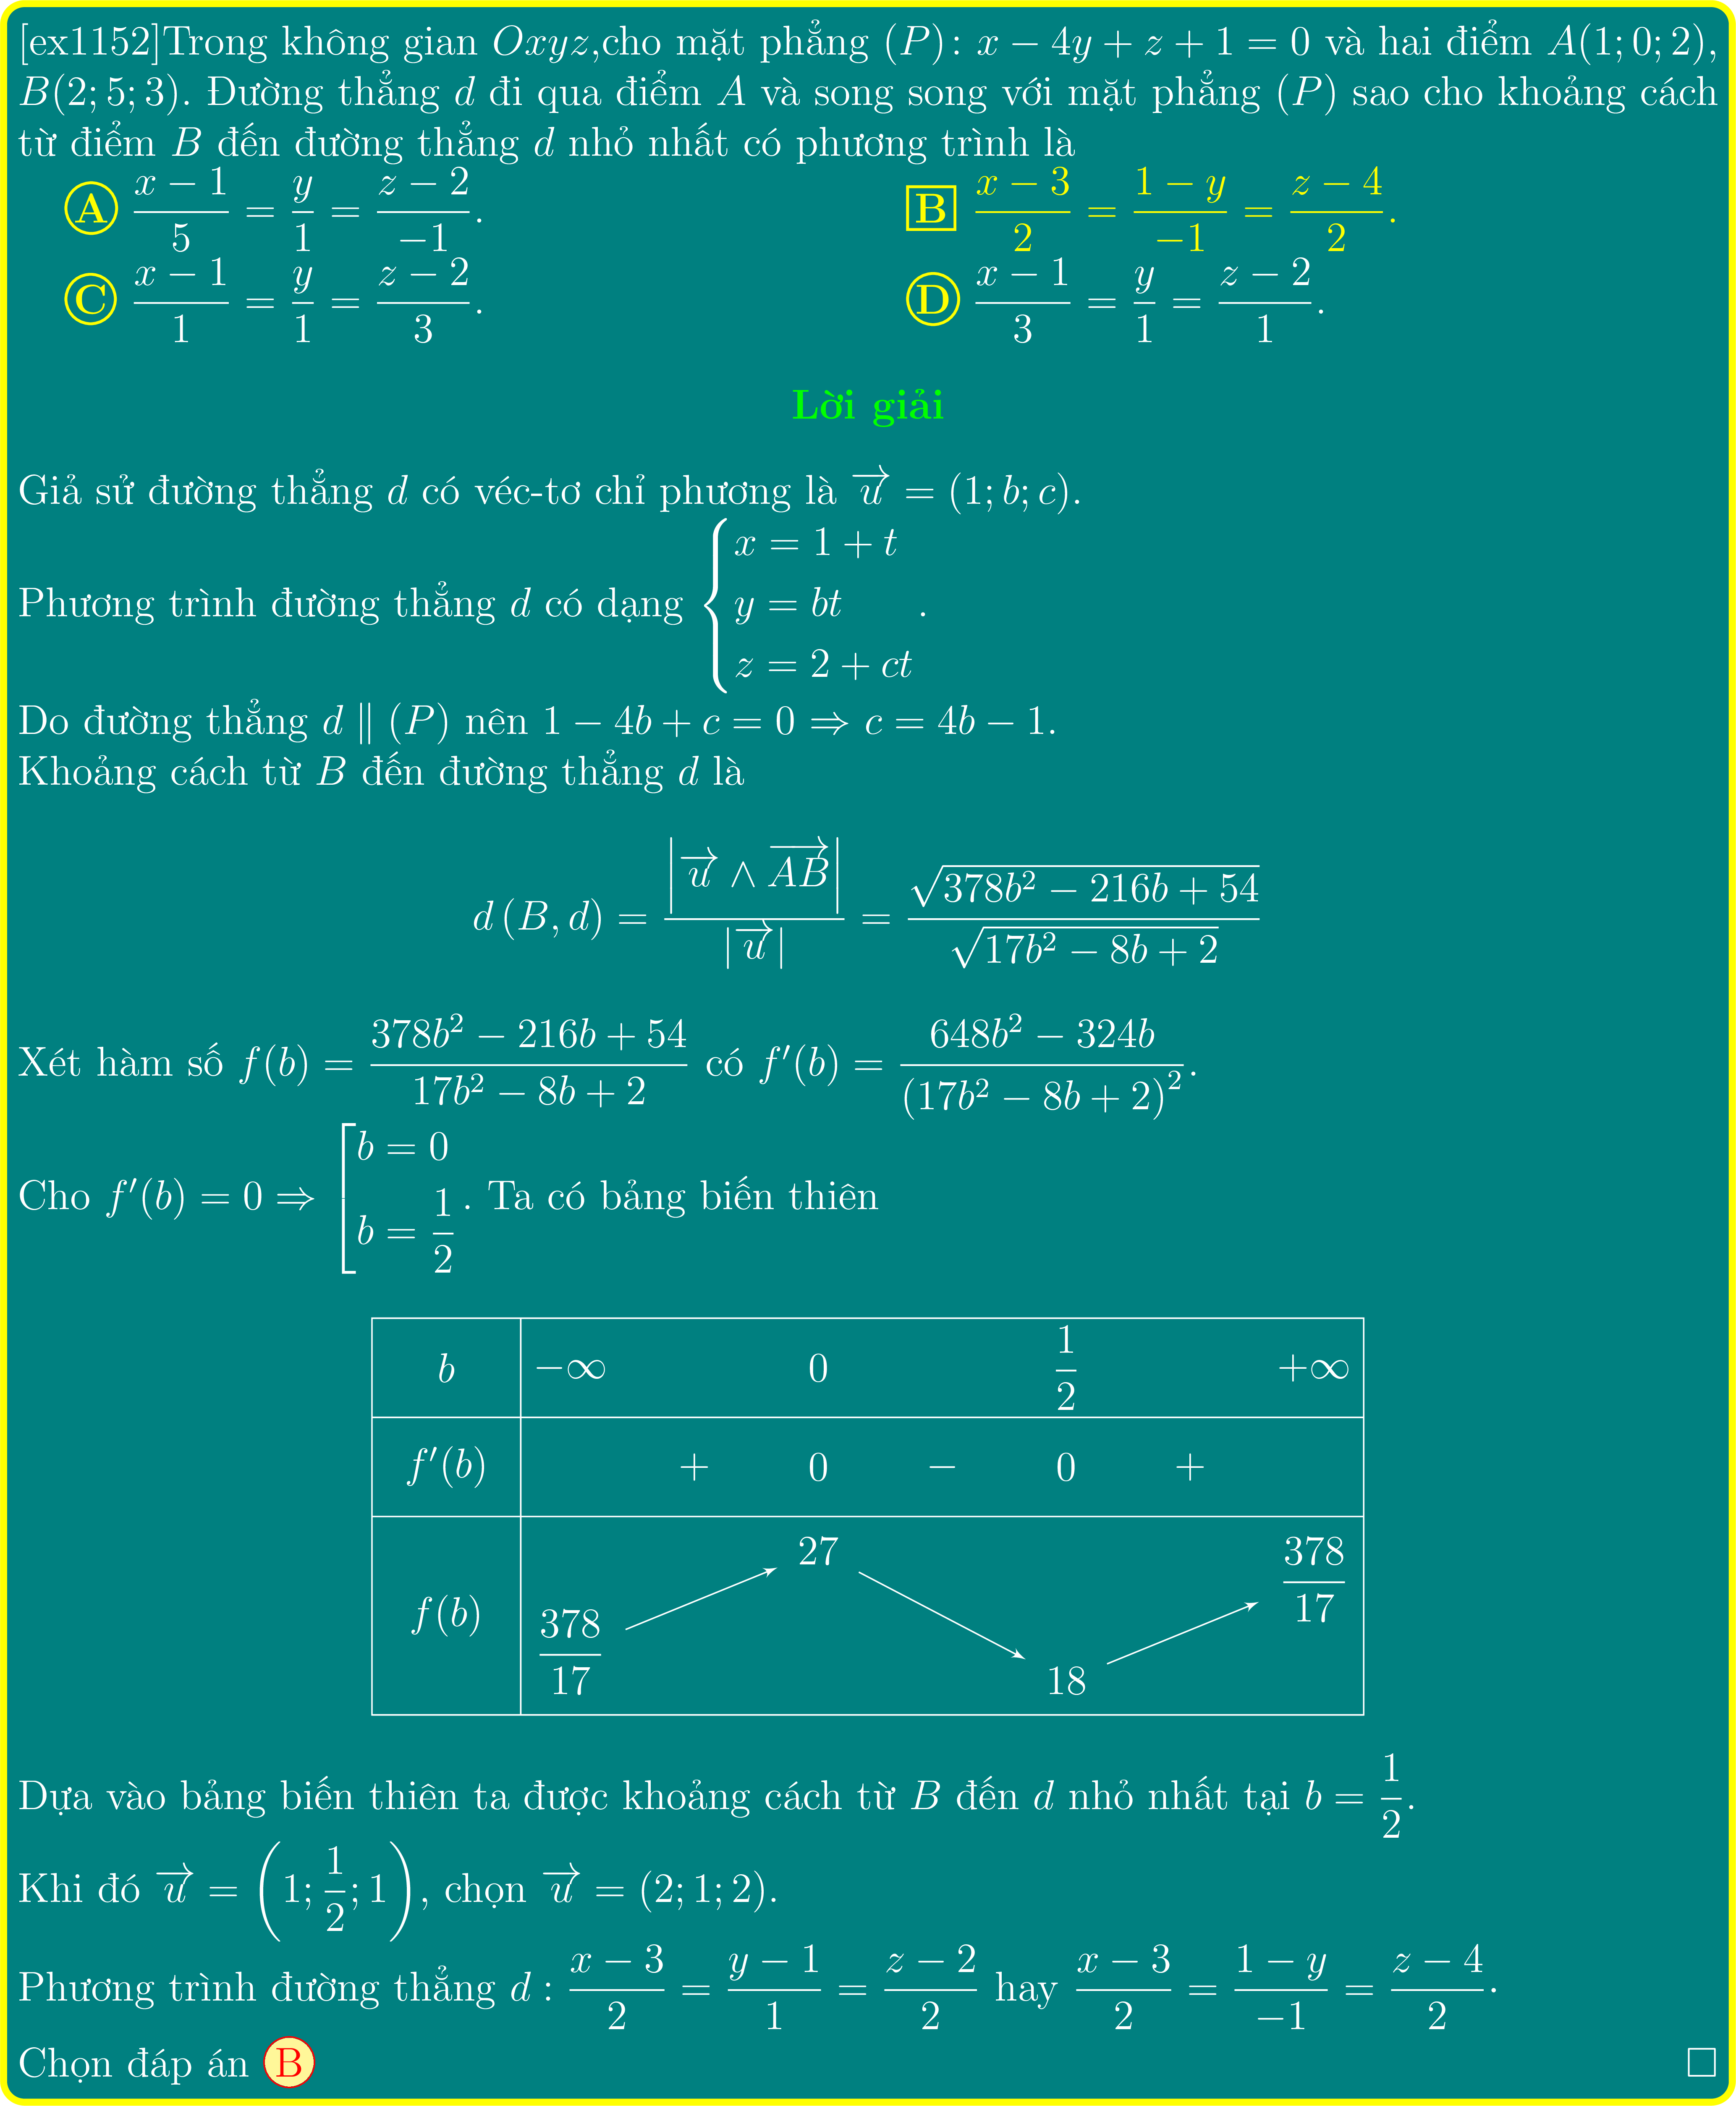 [ex1152]Trong không gian Oxyz,cho mặt phẳng (P): x − 4y + z + 1 = 0 và hai điểm A(1; 0; 2),
B(2; 5; 3). Đường thẳng d đi qua điểm A và song song với mặt phẳng (P) sao cho khoảng cách
từ điểm B đến đường thẳng d nhỏ nhất có phương trình là
A \frac{x − 1}{5} = \frac{y}{1} = \frac{z − 2}{−1}. B \frac{x − 3}{2} = \frac{1 − y}{−1} = \frac{z − 4}{2}.
C \frac{x − 1}{1} = \frac{y}{1} = \frac{z − 2}{3}. D \frac{x − 1}{3} = \frac{y}{1} = \frac{z − 2}{1}.
Lời giải
Giả sử đường thẳng d có véc-tơ chỉ phương là \overrightarrow{u} = (1; b; c).
Phương trình đường thẳng d có dạng \begin{cases} x = 1 + t \\ y = bt \\ z = 2 + ct \end{cases}.
Do đường thẳng d ∥ (P) nên 1 − 4b + c = 0 ⇒ c = 4b − 1.
Khoảng cách từ B đến đường thẳng d là
d (B, d) = \frac{|\overrightarrow{u} ∧ \overrightarrow{AB}|}{|\overrightarrow{u}|} = \frac{\sqrt{378b^2 − 216b + 54}}{\sqrt{17b^2 − 8b + 2}}
Xét hàm số f(b) = \frac{378b^2 − 216b + 54}{17b^2 − 8b + 2} có f′(b) = \frac{648b^2 − 324b}{(17b^2 − 8b + 2)^2}.
Cho f′(b) = 0 ⇒ \left[ \begin{array}{l} b = 0 \\ b = \frac{1}{2} \end{array} \right.. Ta có bảng biến thiên
b −∞ 0 \frac{1}{2} +∞
f′(b) + 0 − 0 +
f(b) \frac{378}{17} 27 18 \frac{378}{17}
Dựa vào bảng biến thiên ta được khoảng cách từ B đến d nhỏ nhất tại b = \frac{1}{2}.
Khi đó \overrightarrow{u} = \left(1; \frac{1}{2}; 1\right), chọn \overrightarrow{u} = (2; 1; 2).
Phương trình đường thẳng d : \frac{x − 3}{2} = \frac{y − 1}{1} = \frac{z − 2}{2} hay \frac{x − 3}{2} = \frac{1 − y}{−1} = \frac{z − 4}{2}.
Chọn đáp án B □